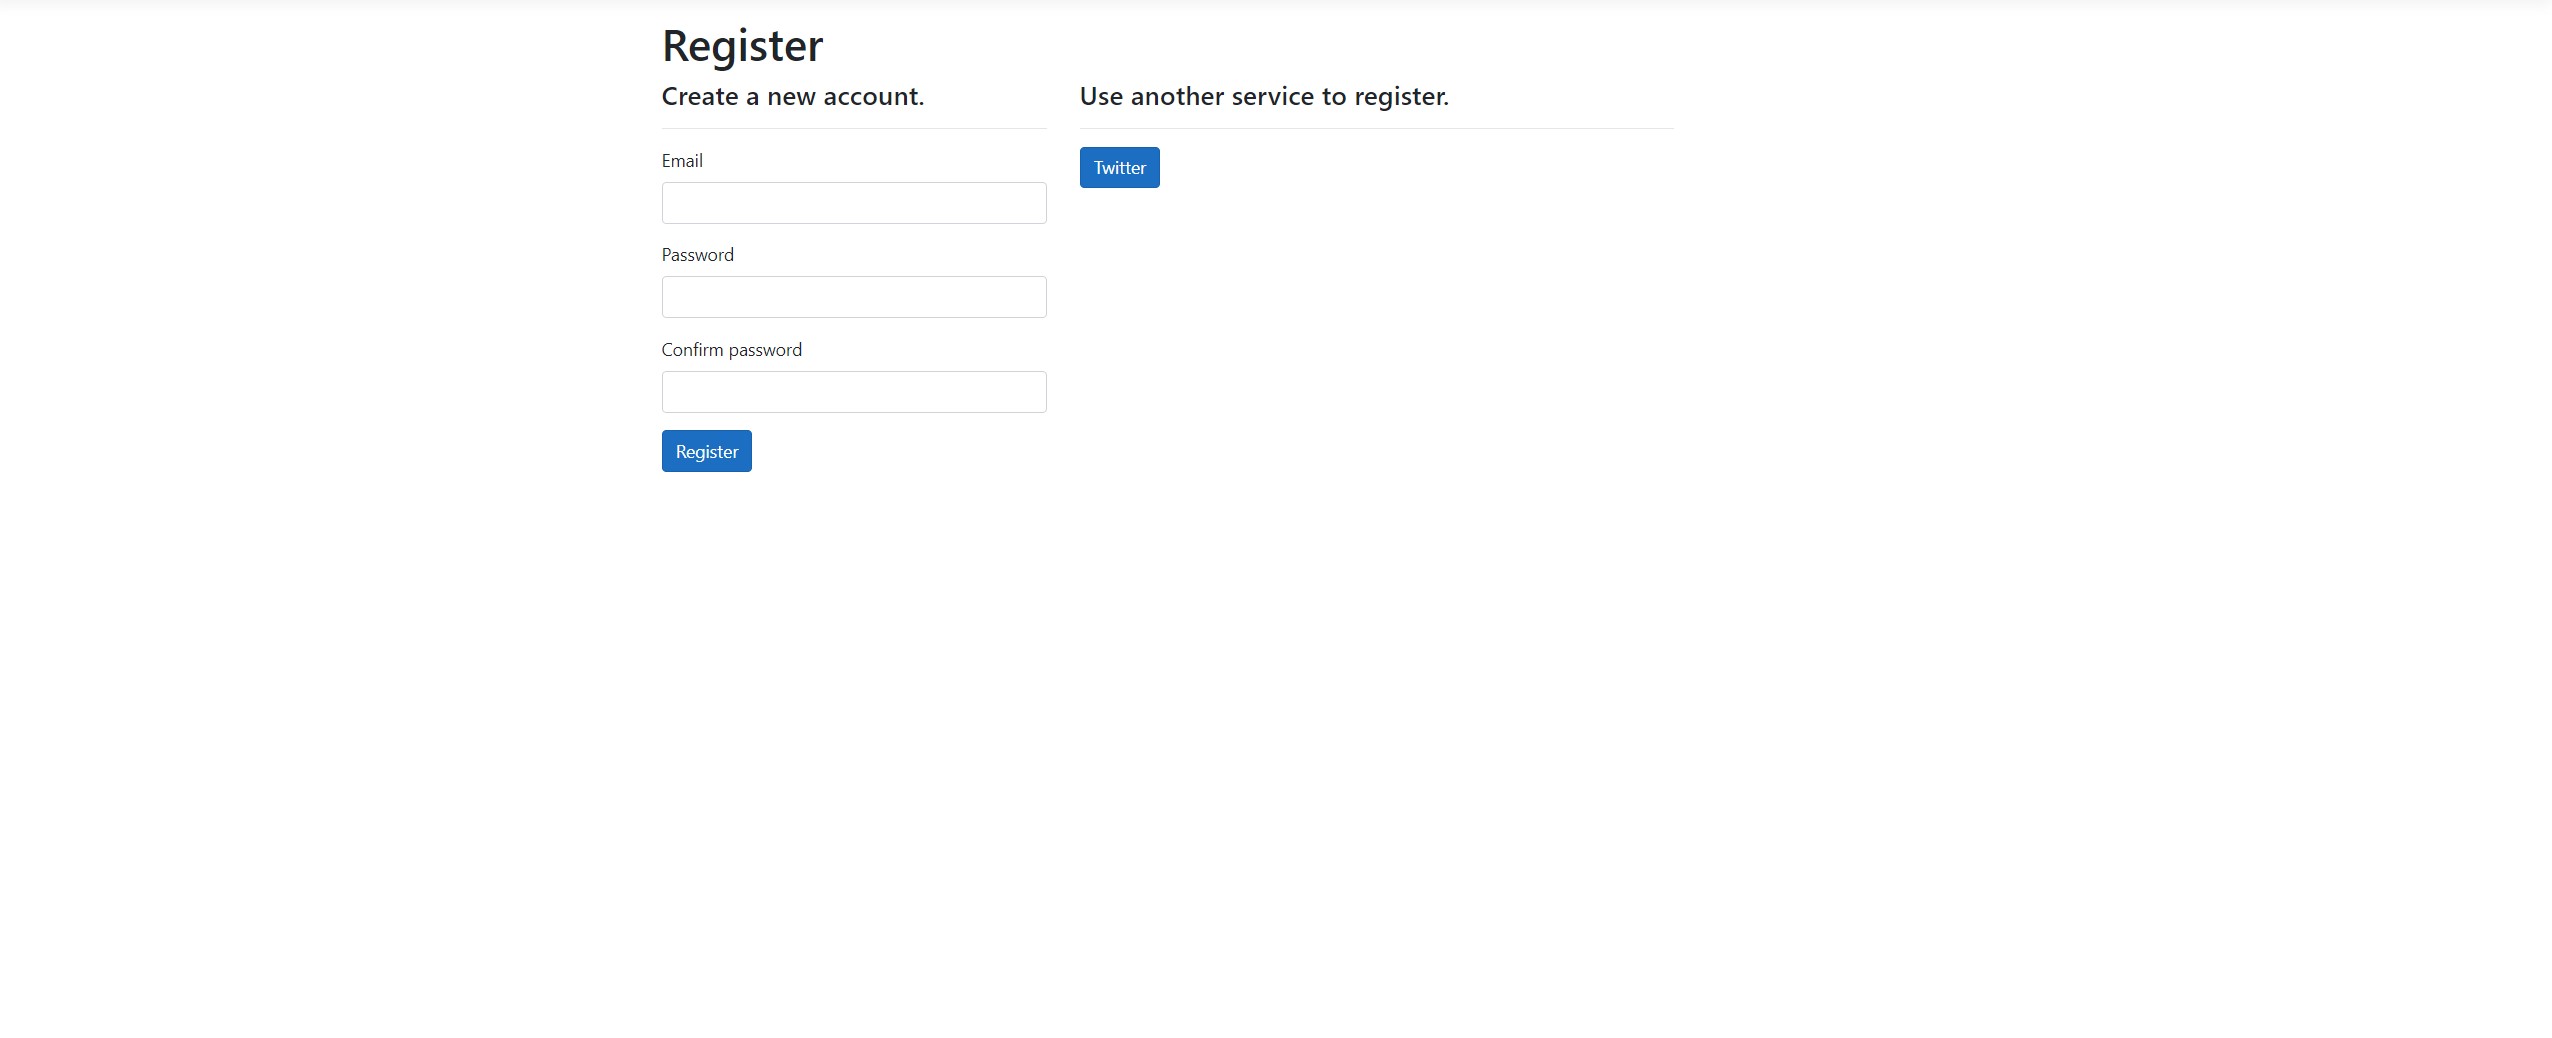 Register
Create a new account.
Email
Password
Confirm password
Register
Use another service to register.
Twitter